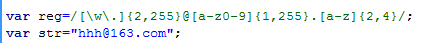 var reg=/[\w\.]{2,255}@[a-z0-9]{1,255}.[a-z]{2,4}/;
var str="hhh@163.com";